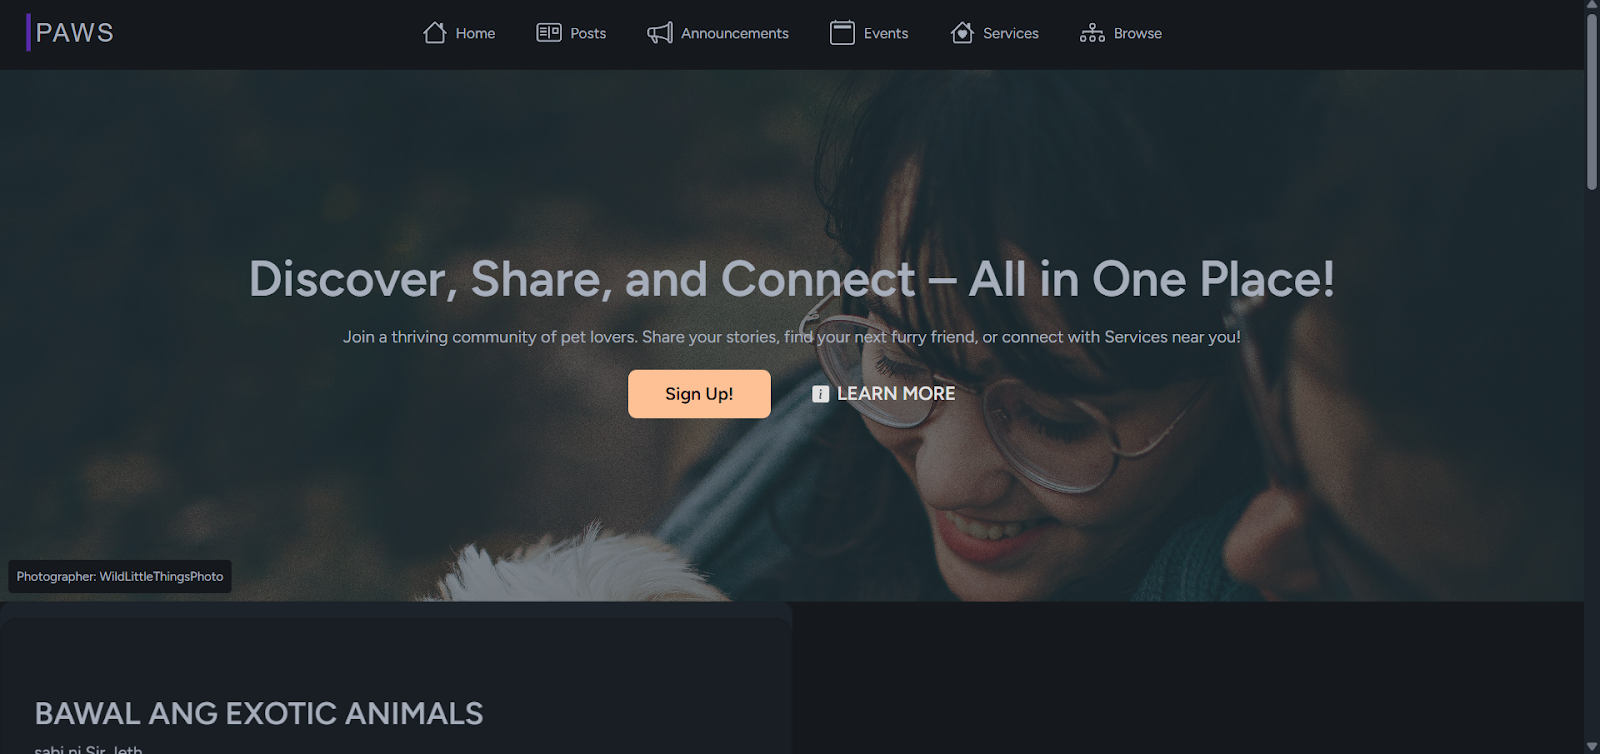 PAWS
Home
Posts
Announcements
Events
Services
Browse
Discover, Share, and Connect – All in One Place!
Join a thriving community of pet lovers. Share your stories, find your next furry friend, or connect with Services near you!
Sign Up!
i LEARN MORE
Photographer: WildLittleThingsPhoto
BAWAL ANG EXOTIC ANIMALS
sabi ni Sir Jeth